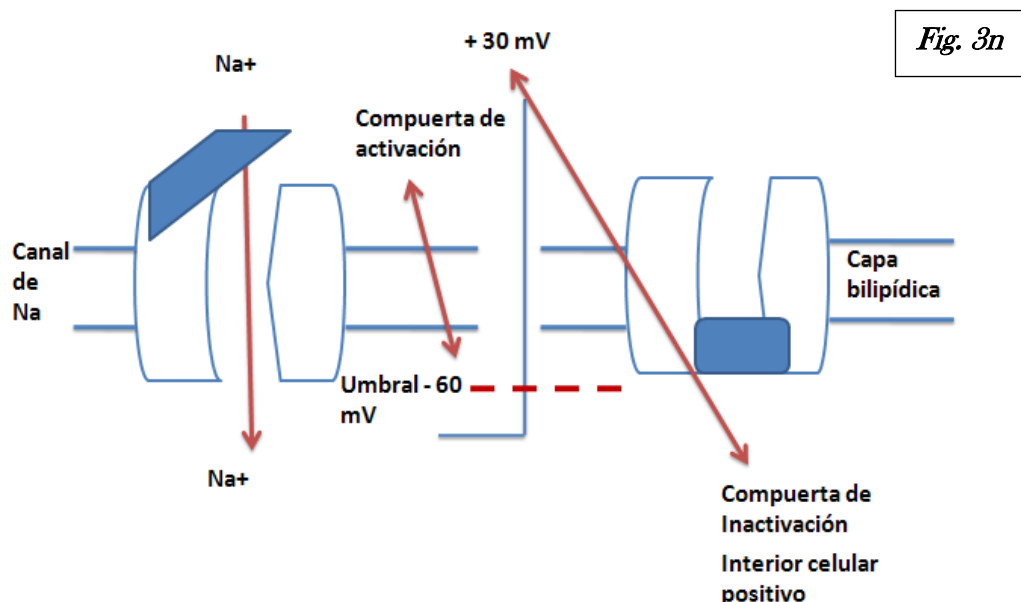 Fig. 3n
+ 30 mV
Na+
Compuerta de
activación
Canal
de
Na
Capa
bilipídica
Umbral - 60
mV
Na+
Compuerta de
Inactivación
Interior celular
positivo